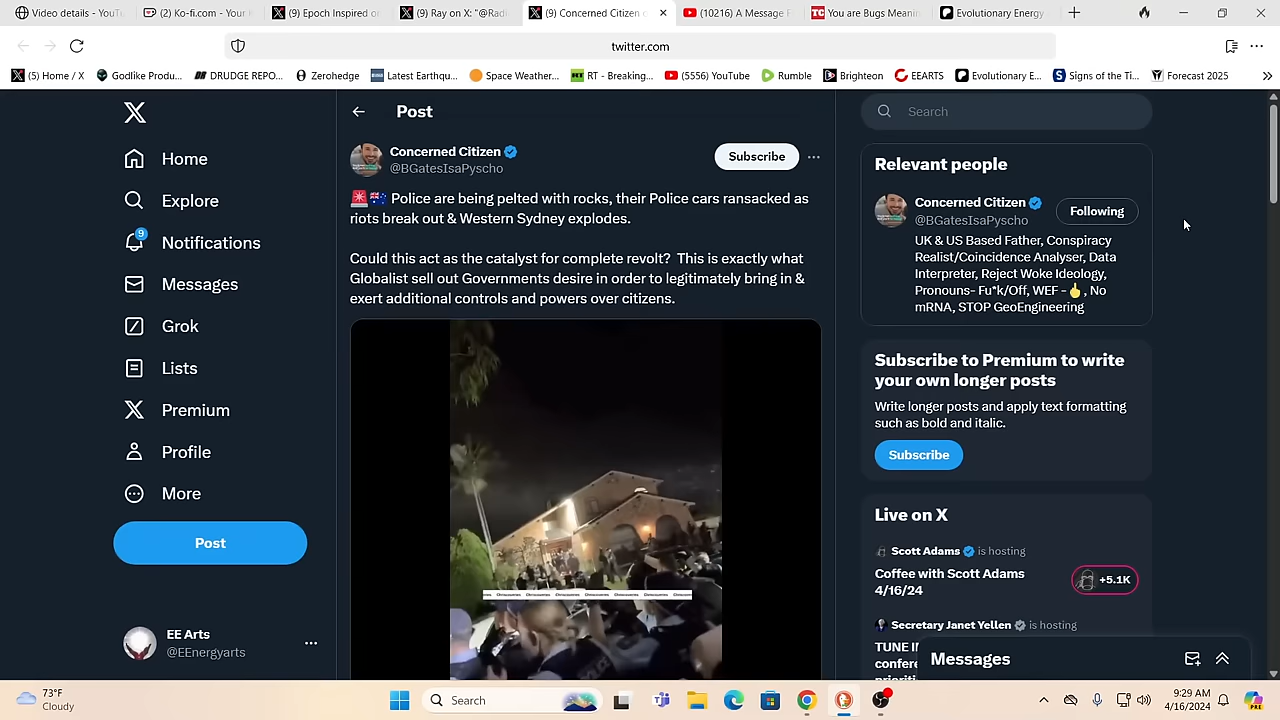 Video details - YouTu
(2) Ko-fi.com - Your K
(9) Epoch Inspired o
(9) Ray on X: "@Radi
(9) Concerned Citizen o
(10216) A Message F
You are Bugs Meanin
Evolutionary Energy
twitter.com
(5) Home / X
Godlike Produ...
DRUDGE REPO...
Zerohedge
Latest Earthqu...
Space Weather...
RT - Breaking...
(5556) YouTube
Rumble
Brighteon
EEARTS
Evolutionary E...
Signs of the Ti...
Forecast 2025
Home
Explore
9
Notifications
Messages
Grok
Lists
Premium
Profile
More
Post
EE Arts
@EEnergyarts
Post
Concerned Citizen
@BGatesIsaPyscho
Subscribe
🚨🇦🇺 Police are being pelted with rocks, their Police cars ransacked as
riots break out & Western Sydney explodes.
Could this act as the catalyst for complete revolt? This is exactly what
Globalist sell out Governments desire in order to legitimately bring in &
exert additional controls and powers over citizens.
Search
Relevant people
Concerned Citizen
@BGatesIsaPyscho
Following
UK & US Based Father, Conspiracy
Realist/Coincidence Analyser, Data
Interpreter, Reject Woke Ideology,
Pronouns- Fu*k/Off, WEF -🖕, No
mRNA, STOP GeoEngineering
Subscribe to Premium to write
your own longer posts
Write longer posts and apply text formatting
such as bold and italic.
Subscribe
Live on X
Scott Adams is hosting
Coffee with Scott Adams
4/16/24
+5.1K
Secretary Janet Yellen is hosting
TUNE I
confere
prioriti
Messages
73°F
Cloudy
Search
9:29 AM
4/16/2024